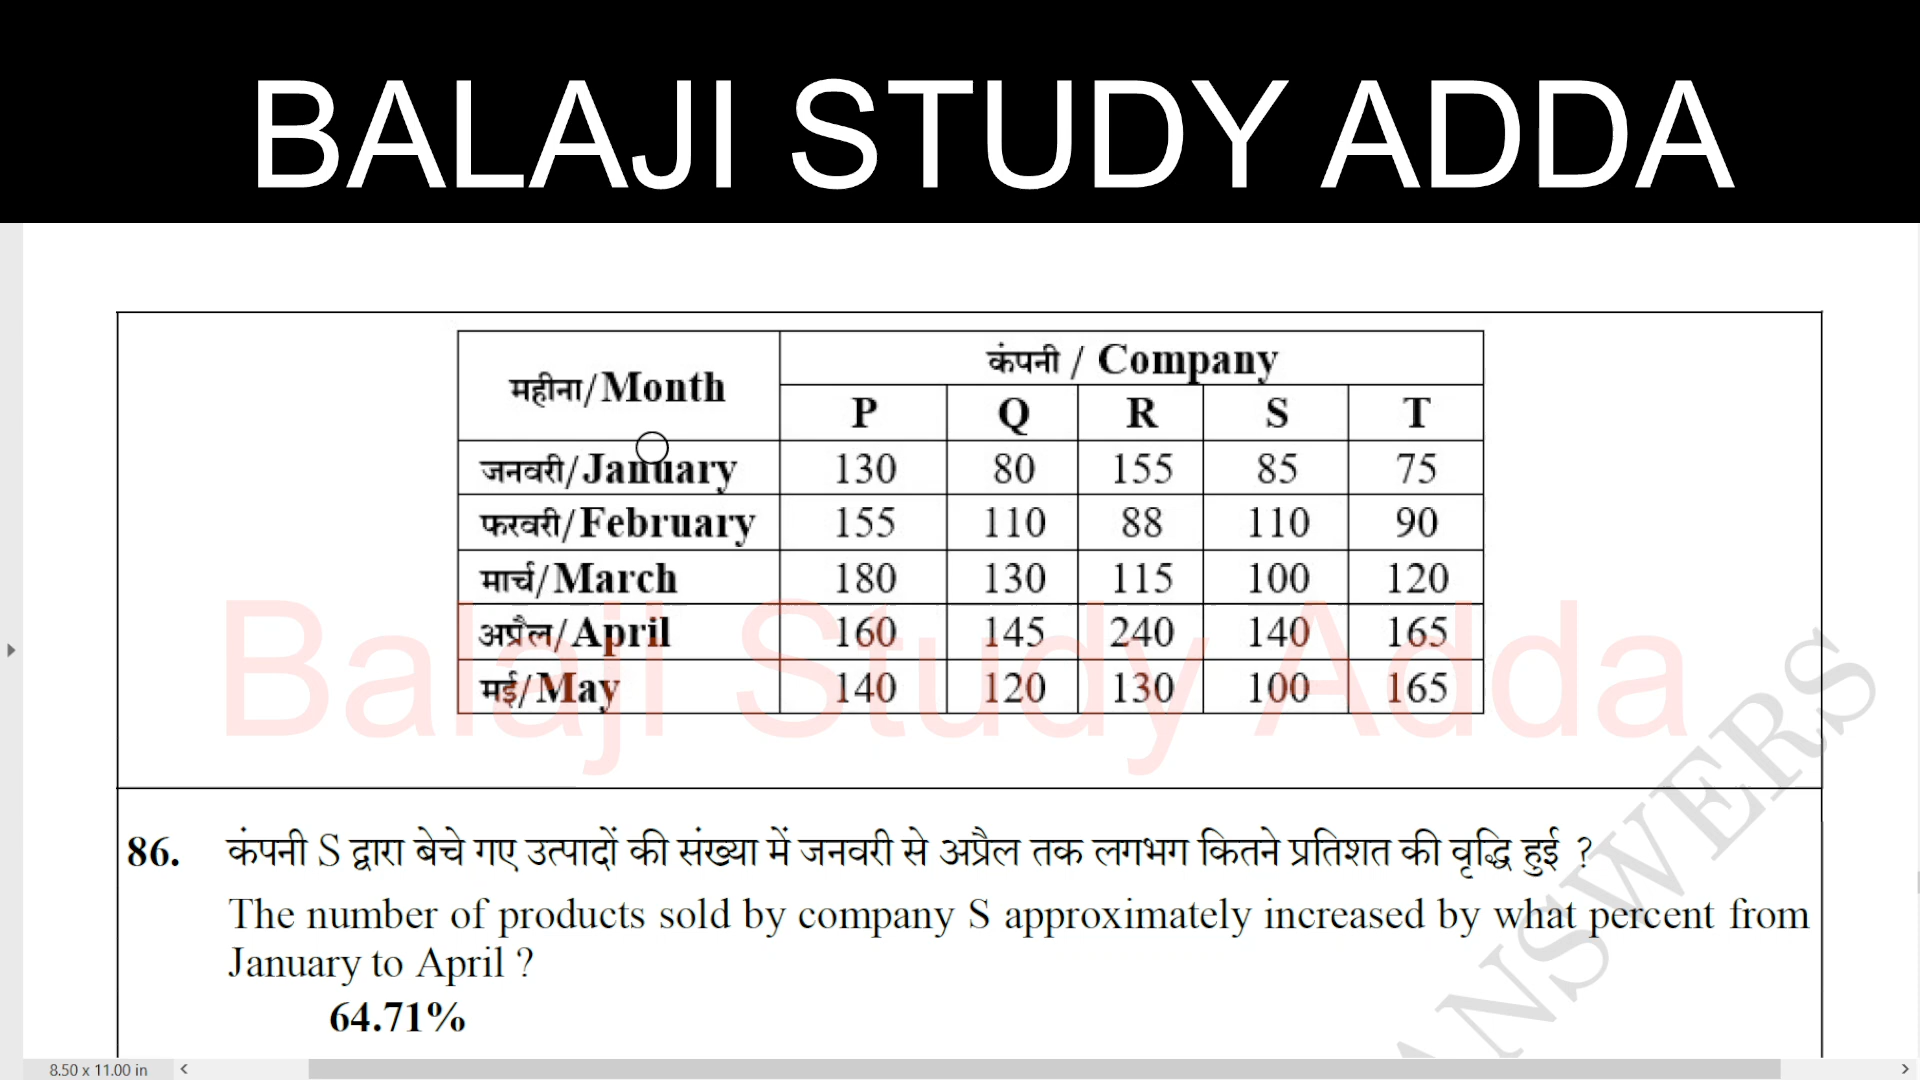 BALAJI STUDY ADDA
महीना/Month
कंपनी / Company
P Q R S T
जनवरी/January 130 80 155 85 75
फरवरी/February 155 110 88 110 90
मार्च/March 180 130 115 100 120
अप्रैल/April 160 145 240 140 165
मई/May 140 120 130 100 165
Balaji Study Adda
86. कंपनी S द्वारा बेचे गए उत्पादों की संख्या में जनवरी से अप्रैल तक लगभग कितने प्रतिशत की वृद्धि हुई ?
The number of products sold by company S approximately increased by what percent from
January to April ?
64.71%
ANSWERS
8.50 x 11.00 in